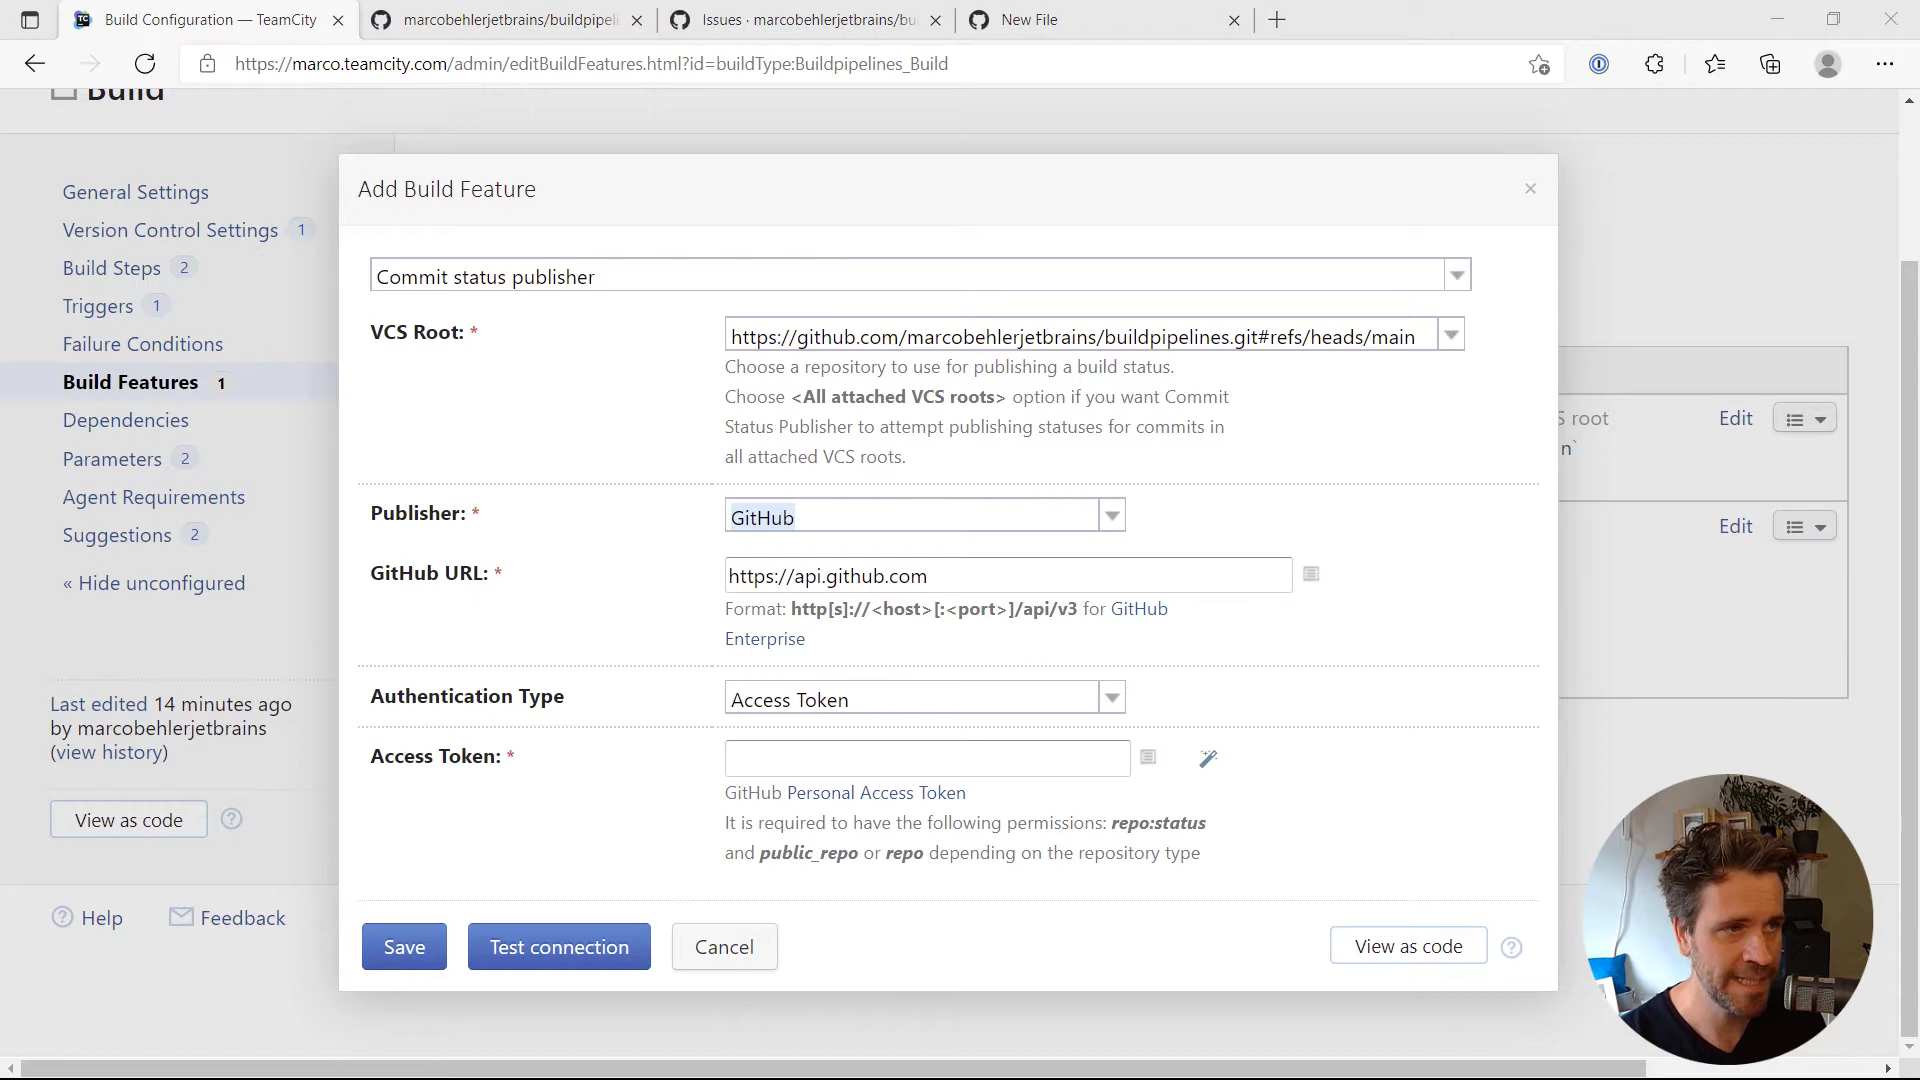 Build Configuration — TeamCity
marcobehlerjetbrains/buildpipeli
Issues · marcobehlerjetbrains/bu
New File
https://marco.teamcity.com/admin/editBuildFeatures.html?id=buildType:Buildpipelines_Build
Build
General Settings
Version Control Settings 1
Build Steps 2
Triggers 1
Failure Conditions
Build Features 1
Dependencies
Parameters 2
Agent Requirements
Suggestions 2
« Hide unconfigured
Last edited 14 minutes ago
by marcobehlerjetbrains
(view history)
View as code
Help
Feedback
Add Build Feature
Commit status publisher
VCS Root: *
https://github.com/marcobehlerjetbrains/buildpipelines.git#refs/heads/main
Choose a repository to use for publishing a build status.
Choose <All attached VCS roots> option if you want Commit
Status Publisher to attempt publishing statuses for commits in
all attached VCS roots.
Publisher: *
GitHub
GitHub URL: *
https://api.github.com
Format: http[s]://<host>[:<port>]/api/v3 for GitHub
Enterprise
Authentication Type
Access Token
Access Token: *
GitHub Personal Access Token
It is required to have the following permissions: repo:status
and public_repo or repo depending on the repository type
Save
Test connection
Cancel
View as code
S root
n`
Edit
Edit